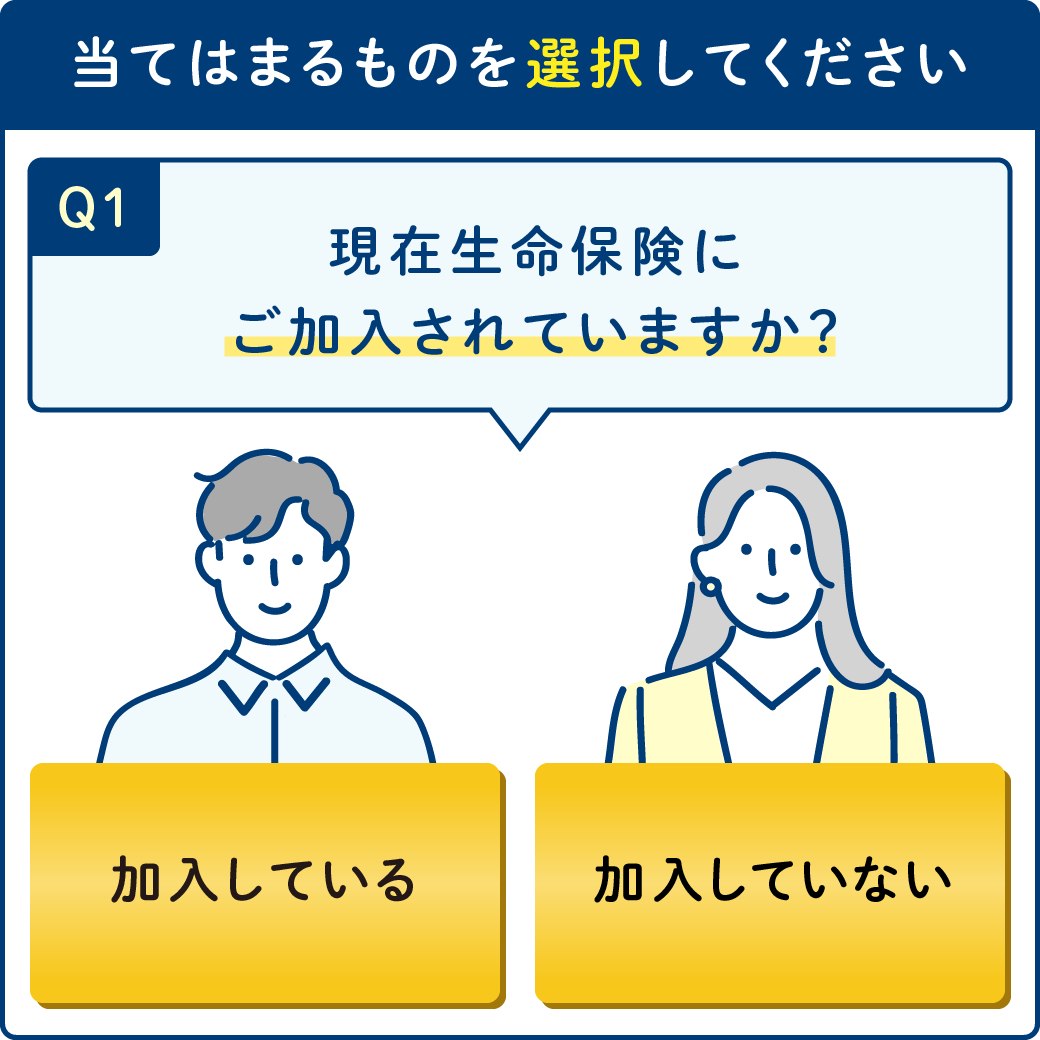 当てはまるものを選択してください
Q1
現在生命保険に
ご加入されていますか?
加入している
加入していない